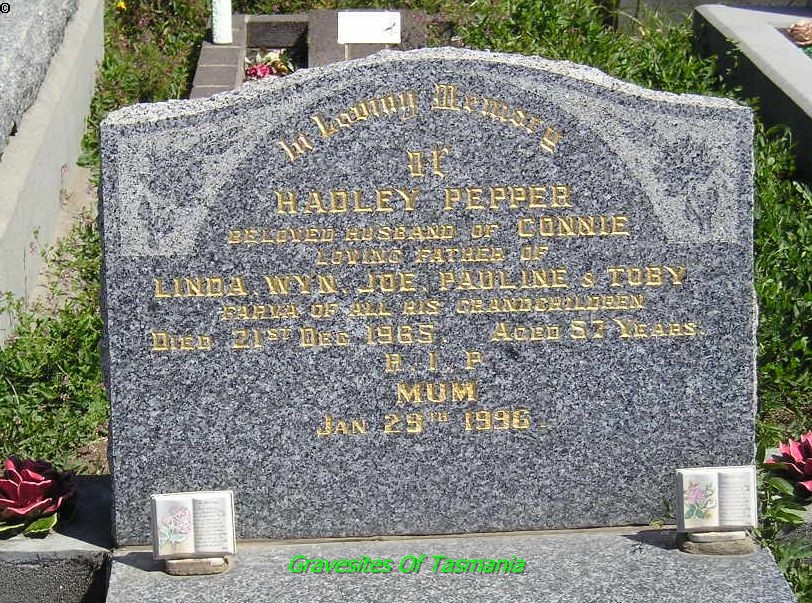 ©
In Loving Memory
of
HADLEY PEPPER
BELOVED HUSBAND OF CONNIE
LOVING FATHER OF
LINDA, WYN, JOE, PAULINE & TOBY
FARVA OF ALL HIS GRANDCHILDREN
DIED 21ST DEC 1965. AGED 57 YEARS.
R.I.P
MUM
JAN 29TH 1996.
Gravesites Of Tasmania